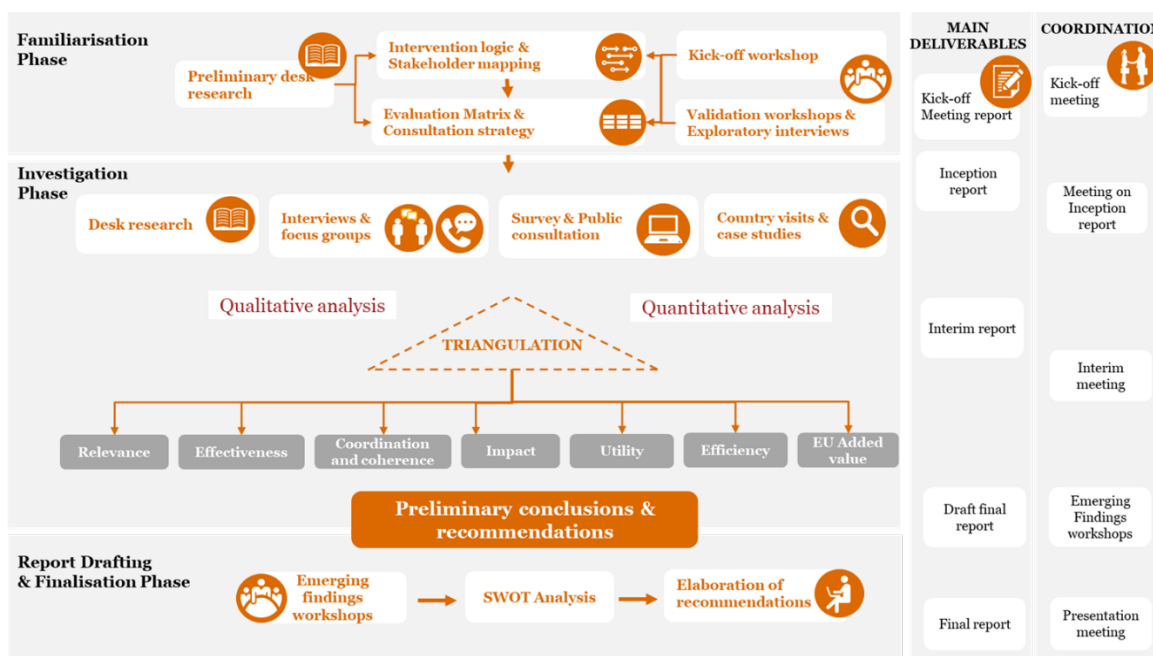 Familiarisation
Phase
Preliminary desk
research
Intervention logic &
Stakeholder mapping
Kick-off workshop
Evaluation Matrix &
Consultation strategy
Validation workshops &
Exploratory interviews
Investigation
Phase
Desk research
Interviews &
focus groups
Survey & Public
consultation
Country visits &
case studies
Qualitative analysis
Quantitative analysis
TRIANGULATION
Relevance
Effectiveness
Coordination
and coherence
Impact
Utility
Efficiency
EU Added
value
Preliminary conclusions &
recommendations
Report Drafting
& Finalisation Phase
Emerging
findings
workshops
SWOT Analysis
Elaboration of
recommendations
MAIN
DELIVERABLES
Kick-off
Meeting report
Inception
report
Interim report
Draft final
report
Final report
COORDINATION
Kick-off
meeting
Meeting on
Inception
report
Interim
meeting
Emerging
Findings
workshops
Presentation
meeting